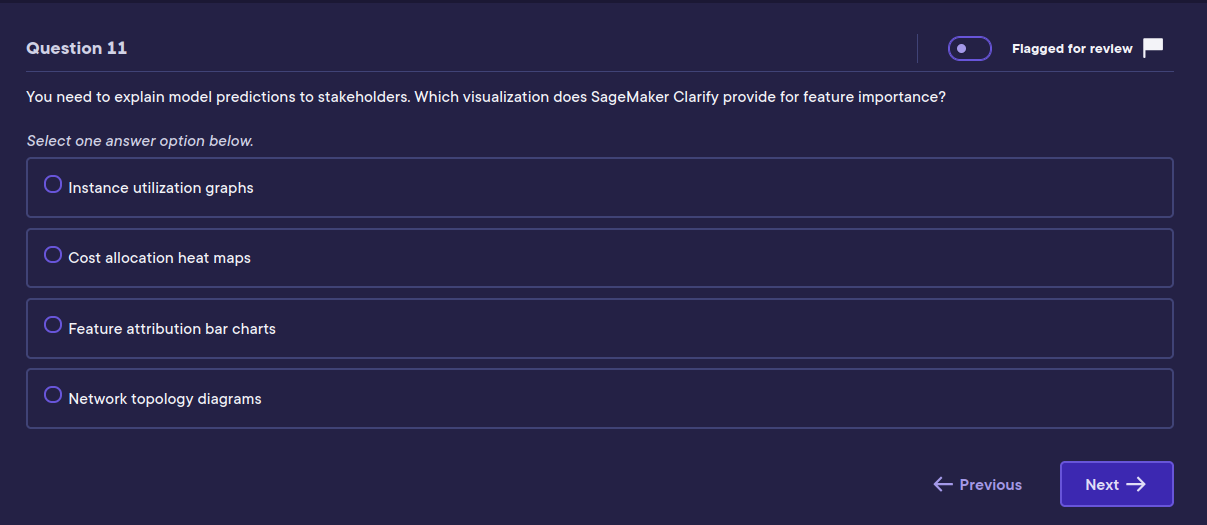 Question 11
Flagged for review
You need to explain model predictions to stakeholders. Which visualization does SageMaker Clarify provide for feature importance?
Select one answer option below.
Instance utilization graphs
Cost allocation heat maps
Feature attribution bar charts
Network topology diagrams
Previous
Next